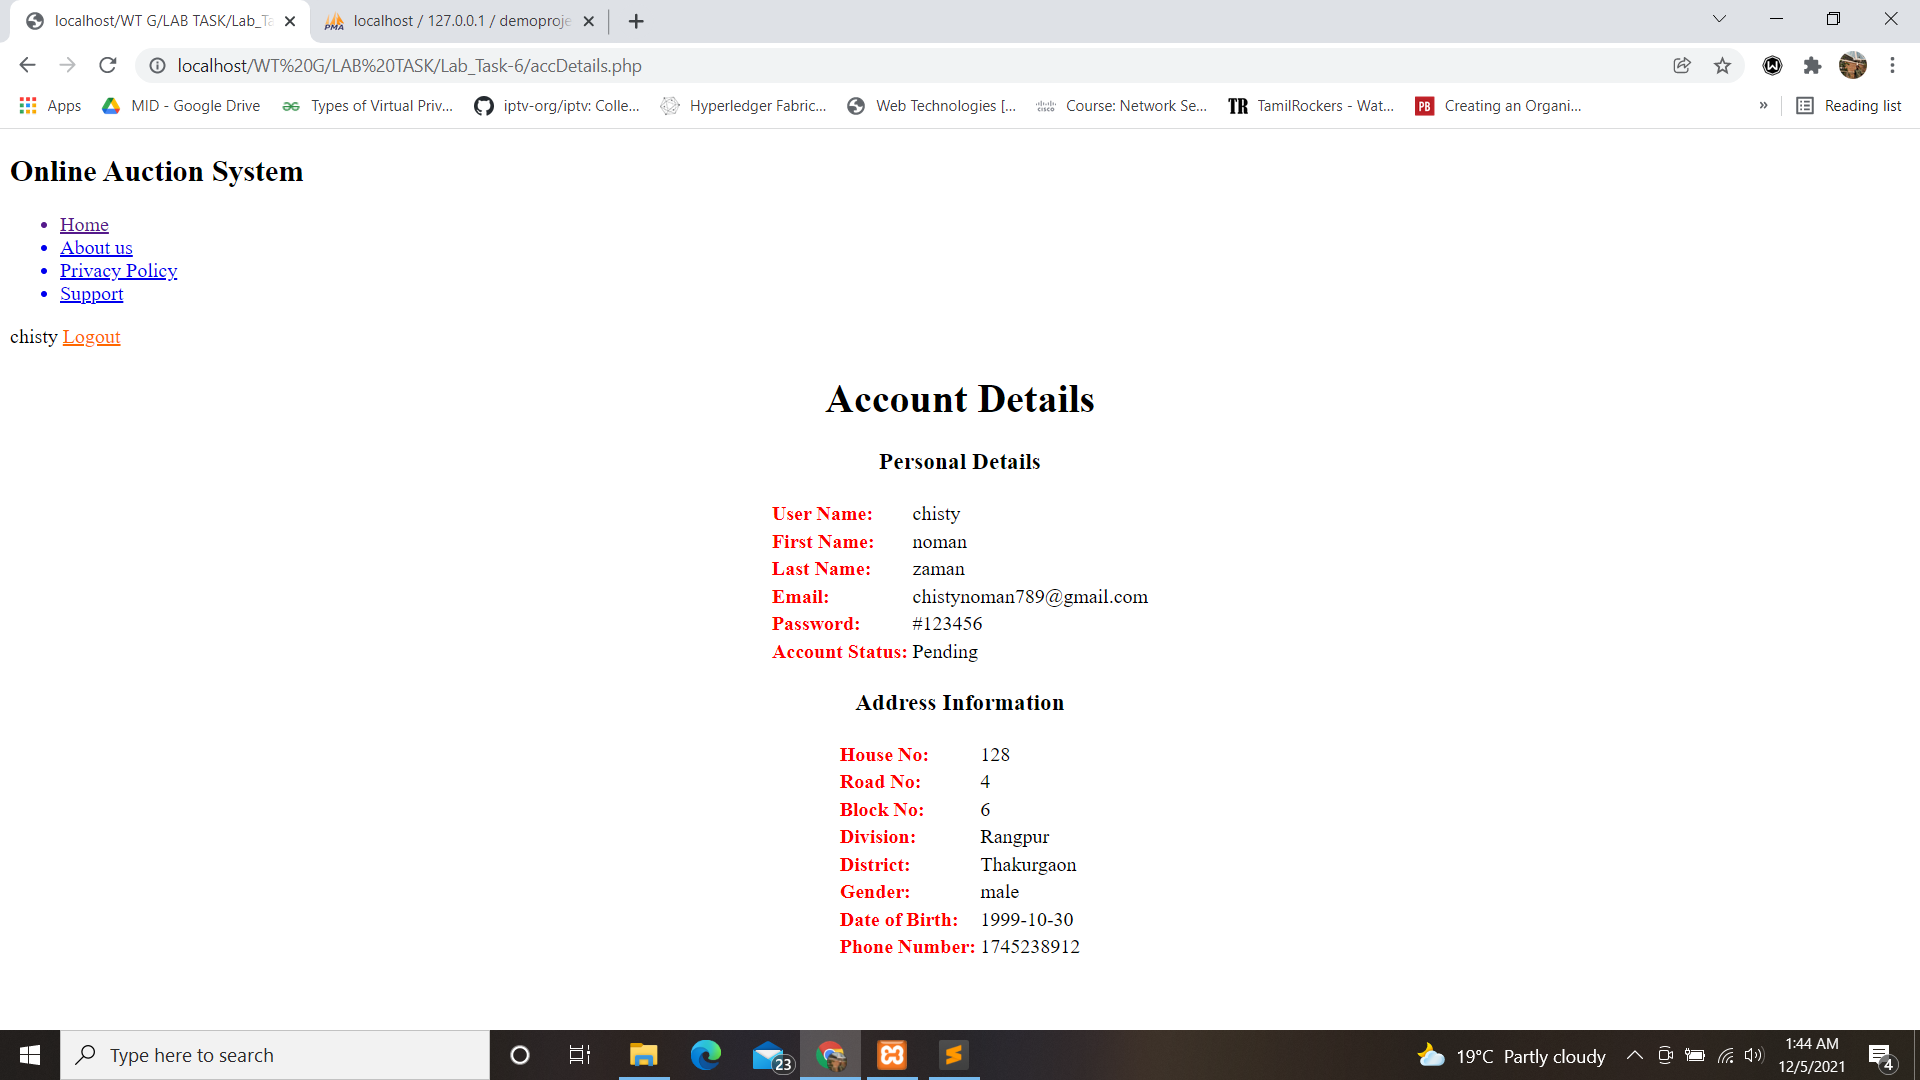 localhost/WT G/LAB TASK/Lab_Ta
localhost / 127.0.0.1 / demoproje
localhost/WT%20G/LAB%20TASK/Lab_Task-6/accDetails.php
Apps
MID - Google Drive
Types of Virtual Priv...
iptv-org/iptv: Colle...
Hyperledger Fabric...
Web Technologies [...
Course: Network Se...
TR TamilRockers - Wat...
PB Creating an Organi...
»
Reading list
Online Auction System
• Home
• About us
• Privacy Policy
• Support
chisty Logout
Account Details
Personal Details
User Name: chisty
First Name: noman
Last Name: zaman
Email: chistynoman789@gmail.com
Password: #123456
Account Status: Pending
Address Information
House No: 128
Road No: 4
Block No: 6
Division: Rangpur
District: Thakurgaon
Gender: male
Date of Birth: 1999-10-30
Phone Number: 1745238912
Type here to search
23
19°C Partly cloudy
1:44 AM
12/5/2021
4